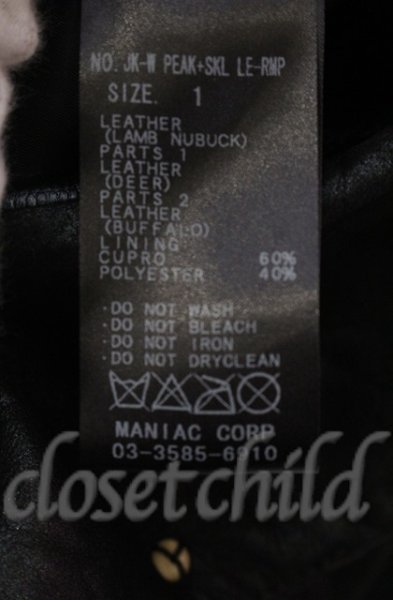 NO. JK-W PEAK+SKL LE-RMP
SIZE. 1
LEATHER
(LAMB NUBUCK)
PARTS 1
LEATHER
(DEER)
PARTS 2
LEATHER
(BUFFALO)
LINING
CUPRO 60%
POLYESTER 40%
·DO NOT WASH
·DO NOT BLEACH
·DO NOT IRON
·DO NOT DRYCLEAN
MANIAC CORP
03-3585-6910
closetchild